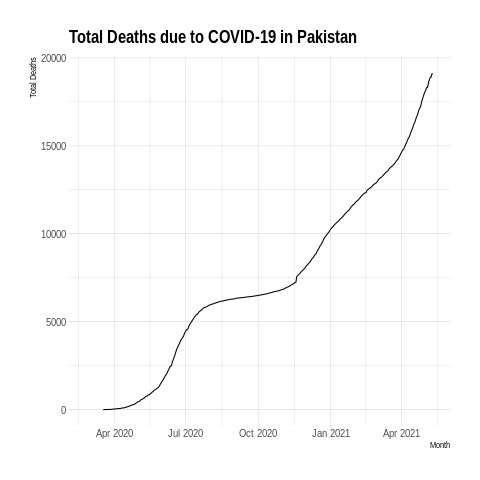 Total Deaths due to COVID-19 in Pakistan
Total Deaths
20000
15000
10000
5000
0
Apr 2020 Jul 2020 Oct 2020 Jan 2021 Apr 2021
Month